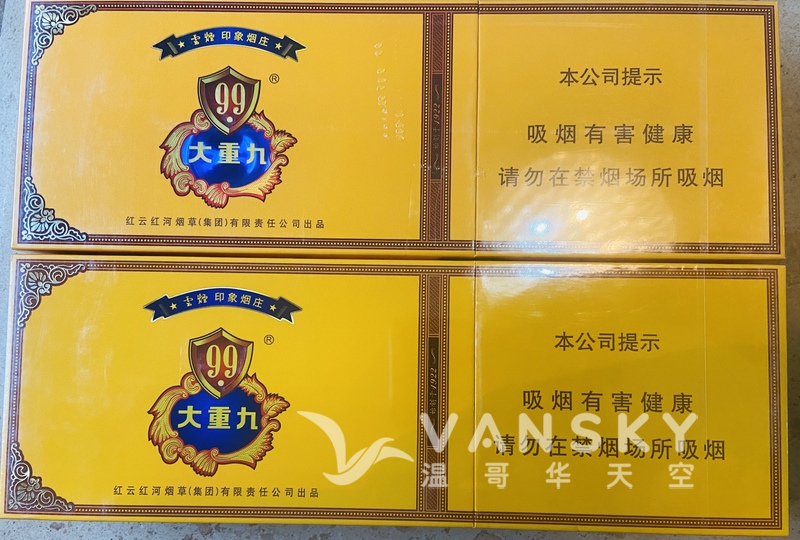 ★ 云烟 印象烟庄 ★
®
99
大重九
红云红河烟草(集团)有限责任公司出品
1922
本公司提示
吸烟有害健康
请勿在禁烟场所吸烟
★ 云烟 印象烟庄 ★
®
99
大重九
红云红河烟草(集团)有限责任公司出品
1922
本公司提示
吸烟有害健康
请勿在禁烟场所吸烟
VANSKY
温哥华天空